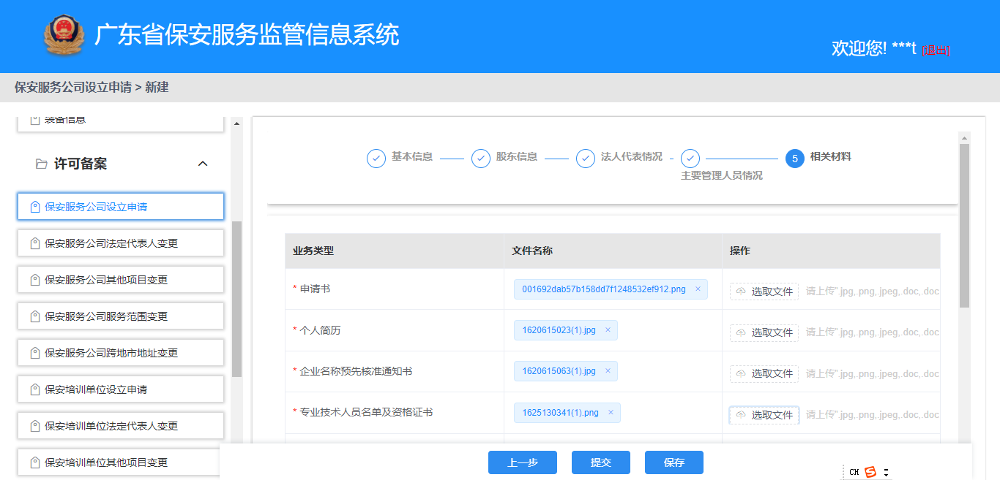 广东省保安服务监管信息系统
欢迎您! ***t [退出]
保安服务公司设立申请 > 新建
装备信息
许可备案
保安服务公司设立申请
保安服务公司法定代表人变更
保安服务公司其他项目变更
保安服务公司服务范围变更
保安服务公司跨地市地址变更
保安培训单位设立申请
保安培训单位法定代表人变更
保安培训单位其他项目变更
基本信息
股东信息
法人代表情况
主要管理人员情况
5 相关材料
业务类型 文件名称 操作
* 申请书 001692dab57b158dd7f1248532ef912.png × 选取文件 请上传".jpg,.png,.jpeg,.doc,.doc
* 个人简历 1620615023(1).jpg × 选取文件 请上传".jpg,.png,.jpeg,.doc,.doc
* 企业名称预先核准通知书 1620615063(1).jpg × 选取文件 请上传".jpg,.png,.jpeg,.doc,.doc
* 专业技术人员名单及资格证书 1625130341(1).png × 选取文件 请上传".jpg,.png,.jpeg,.doc,.doc
上一步 提交 保存
CH S